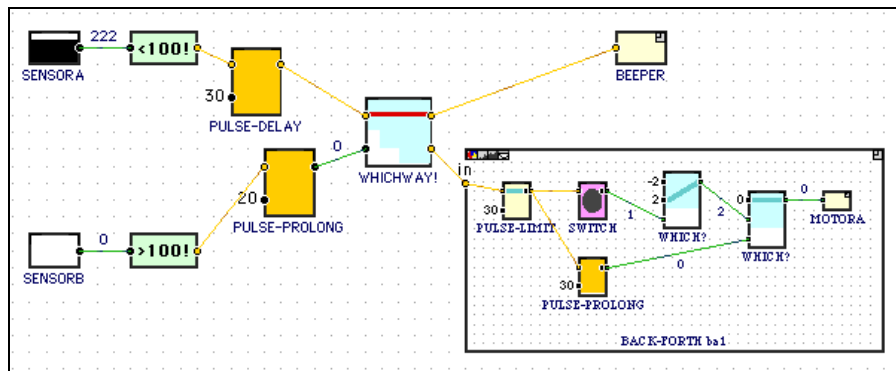 222
<100!
SENSORA
30
PULSE-DELAY
BEEPER
0
WHICHWAY!
20
PULSE-PROLONG
0
>100!
SENSORB
in
30
PULSE-LIMIT
SWITCH
1
-2
2
WHICH?
2
0
WHICH?
0
MOTORA
30
0
PULSE-PROLONG
BACK-FORTH ba1